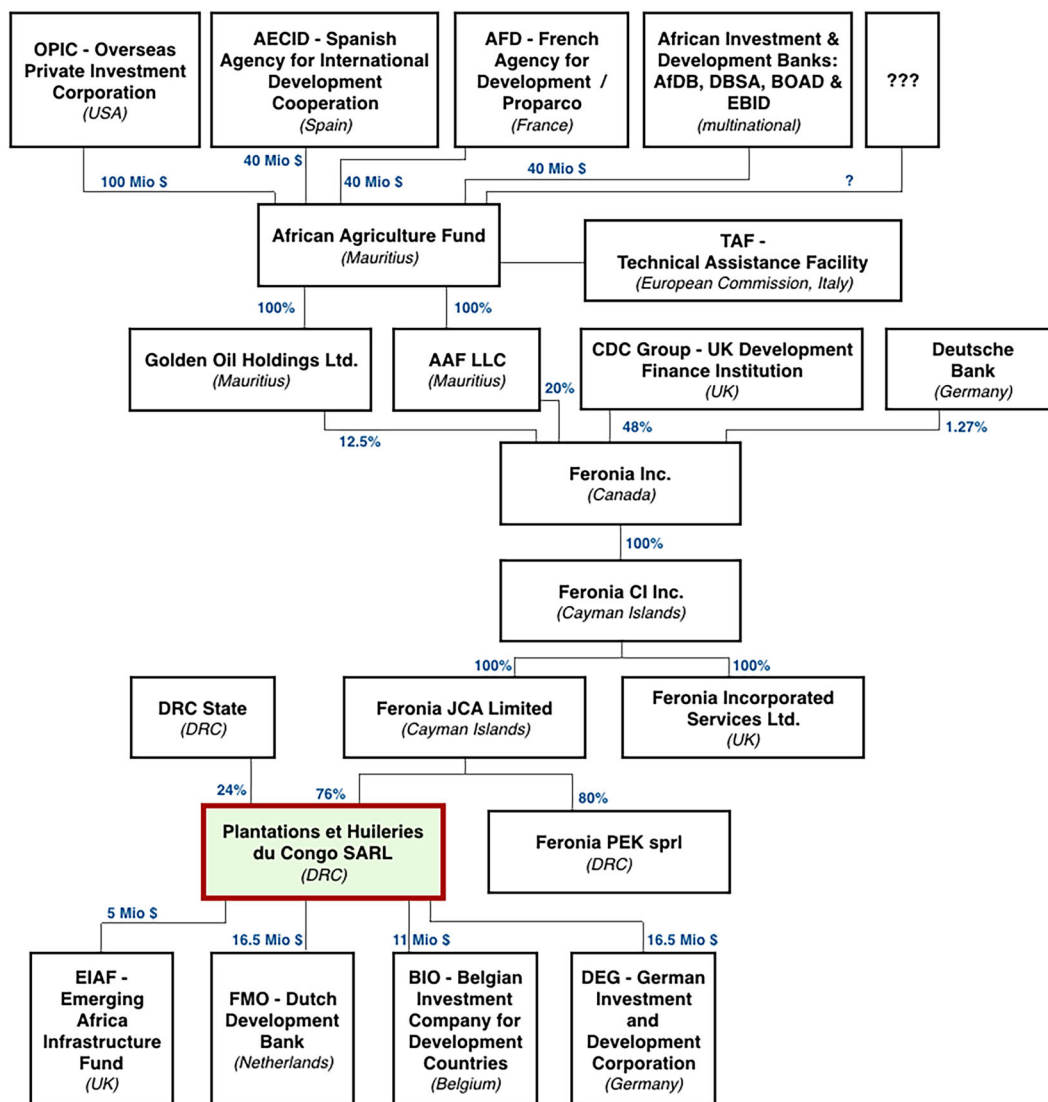 OPIC - Overseas
Private Investment
Corporation
(USA)
AECID - Spanish
Agency for International
Development
Cooperation
(Spain)
AFD - French
Agency for
Development /
Proparco
(France)
African Investment &
Development Banks:
AfDB, DBSA, BOAD &
EBID
(multinational)
???
100 Mio $
40 Mio $
40 Mio $
40 Mio $
?
African Agriculture Fund
(Mauritius)
TAF -
Technical Assistance Facility
(European Commission, Italy)
100%
100%
Golden Oil Holdings Ltd.
(Mauritius)
AAF LLC
(Mauritius)
CDC Group - UK Development
Finance Institution
(UK)
Deutsche
Bank
(Germany)
20%
12.5%
48%
1.27%
Feronia Inc.
(Canada)
100%
Feronia CI Inc.
(Cayman Islands)
100%
100%
DRC State
(DRC)
Feronia JCA Limited
(Cayman Islands)
Feronia Incorporated
Services Ltd.
(UK)
24%
76%
80%
Plantations et Huileries
du Congo SARL
(DRC)
Feronia PEK sprl
(DRC)
5 Mio $
16.5 Mio $
11 Mio $
16.5 Mio $
EIAF -
Emerging
Africa
Infrastructure
Fund
(UK)
FMO - Dutch
Development
Bank
(Netherlands)
BIO - Belgian
Investment
Company for
Development
Countries
(Belgium)
DEG - German
Investment
and
Development
Corporation
(Germany)